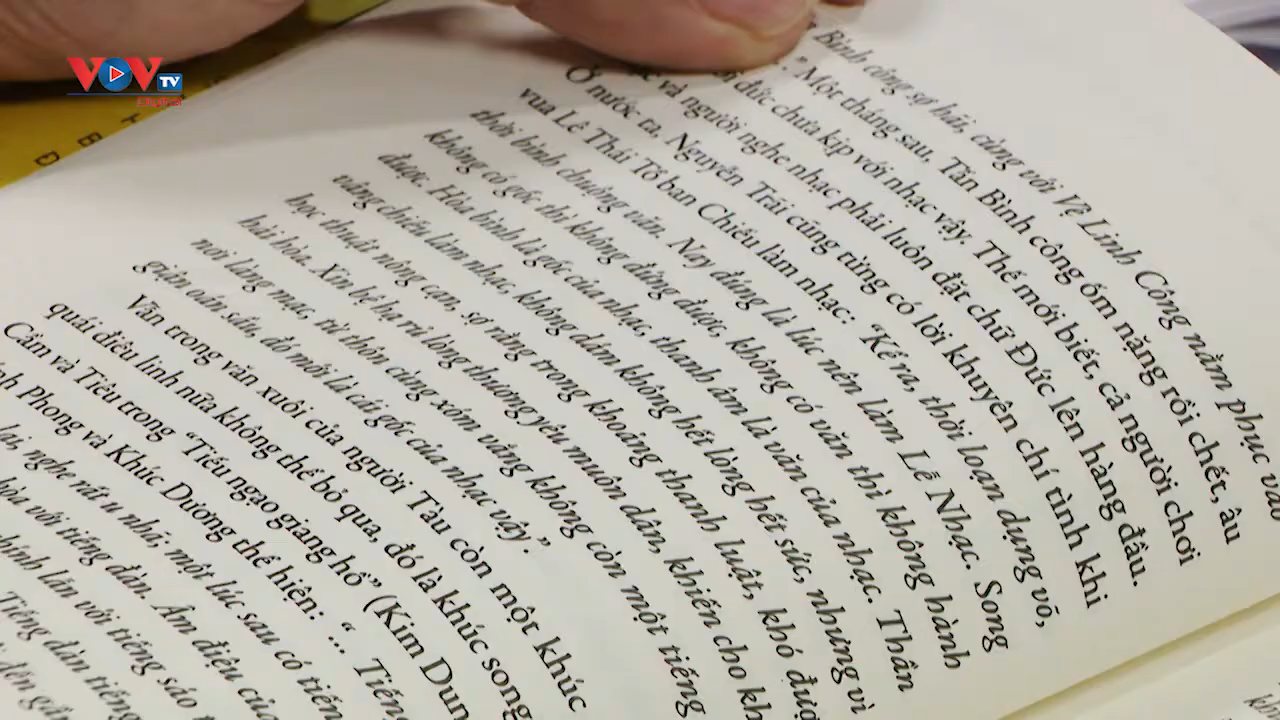 VOV TV
H
B
Đ
Bình công sợ hãi, cùng với Vệ Linh Công nằm phục vào
." Một tháng sau, Tấn Bình công ốm nặng rồi chết, âu
đức chưa kịp với nhạc vậy. Thế mới biết, cả người chơi
và người nghe nhạc phải luôn đặt chữ Đức lên hàng đầu.
Ở nước ta, Nguyễn Trãi cũng từng có lời khuyên chí tình khi
vua Lê Thái Tổ ban Chiếu làm nhạc: "Kể ra, thời loạn dụng võ,
thời bình chuộng văn. Nay đúng là lúc nên làm Lễ Nhạc. Song
không có gốc thì không đứng được, không có văn thì không hành
được. Hòa bình là gốc của nhạc, thanh âm là văn của nhạc. Thần
vâng chiếu làm nhạc, không dám không hết lòng hết sức, nhưng vì
học thuật nông cạn, sợ rằng trong khoảng thanh luật, khó được
hài hòa. Xin bệ hạ rủ lòng thương yêu muôn dân, khiến cho kh
nơi làng mạc, từ thôn cùng xóm vắng không còn một tiếng
giận oán sầu, đó mới là cái gốc của nhạc vậy."
Văn trong văn xuôi của người Tàu còn một khúc
quái điêu linh nữa không thể bỏ qua, đó là khúc song
Cầm và Tiêu trong "Tiếu ngạo giang hồ" (Kim Dun
nh Phong và Khúc Dương thể hiện: "... Tiếng
lại, nghe rất u nhã; một lúc sau có tiến
hòa với tiếng đàn. Âm điệu của
thính lẫn với tiếng sáo t
Tiếng đàn tiếng
đến gần